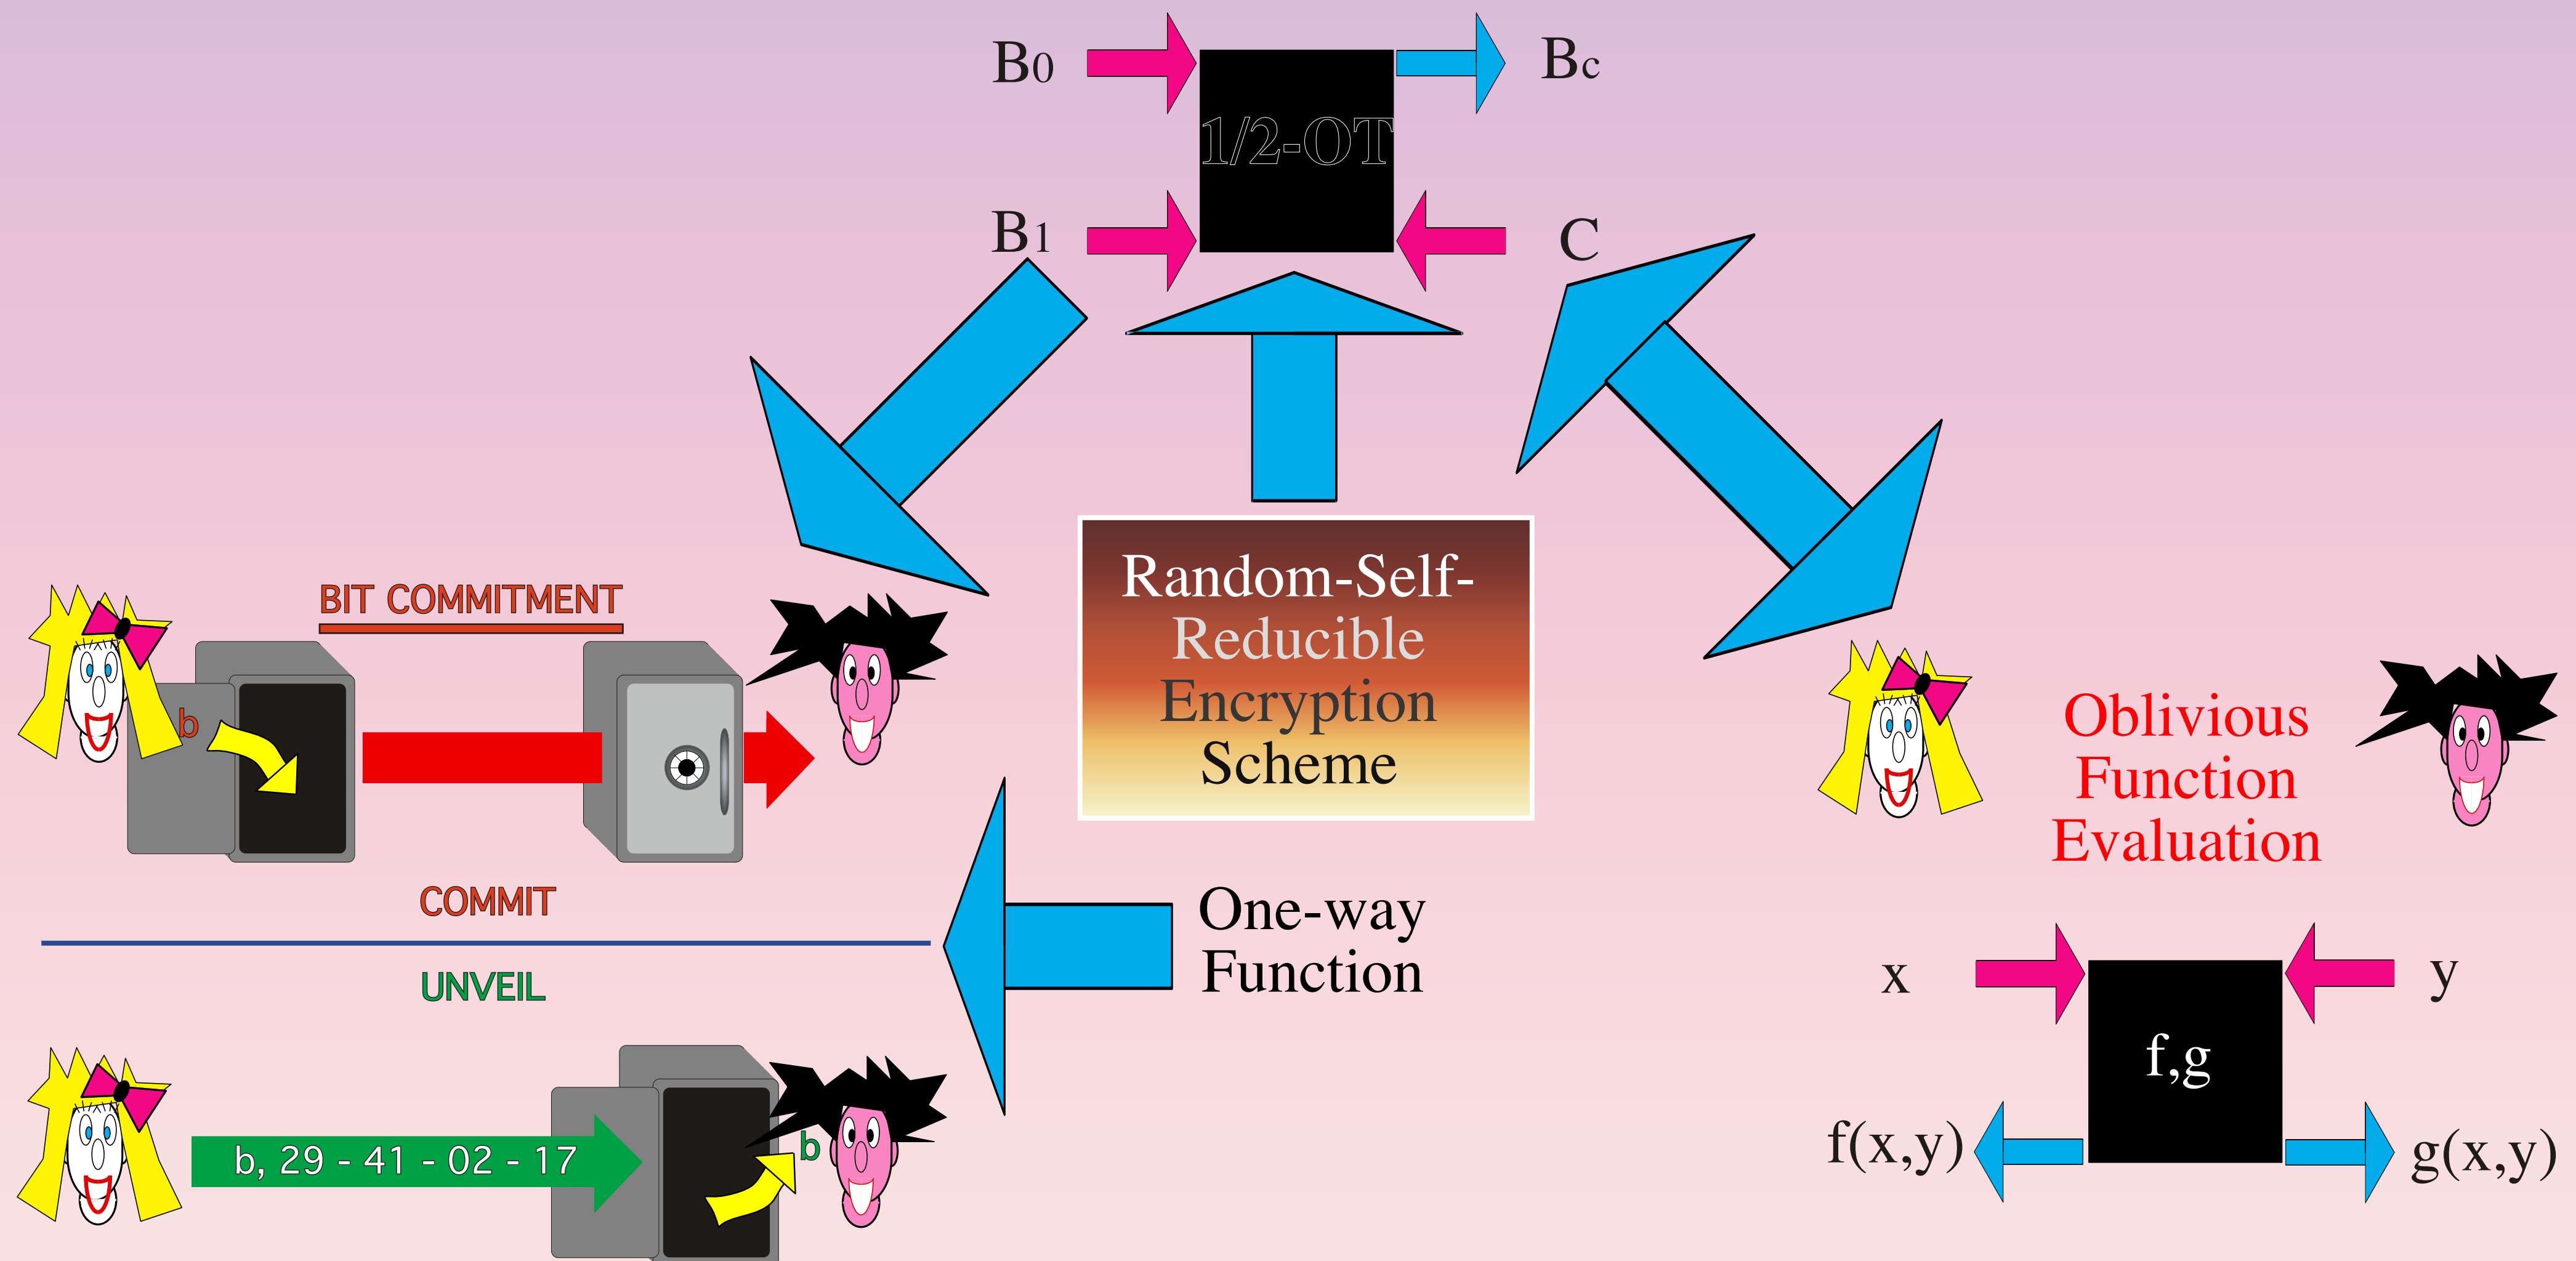 B0
Bc
1/2-OT
B1
C
BIT COMMITMENT
b
COMMIT
UNVEIL
b, 29 - 41 - 02 - 17
b
Random-Self-
Reducible
Encryption
Scheme
One-way
Function
Oblivious
Function
Evaluation
x
y
f,g
f(x,y)
g(x,y)